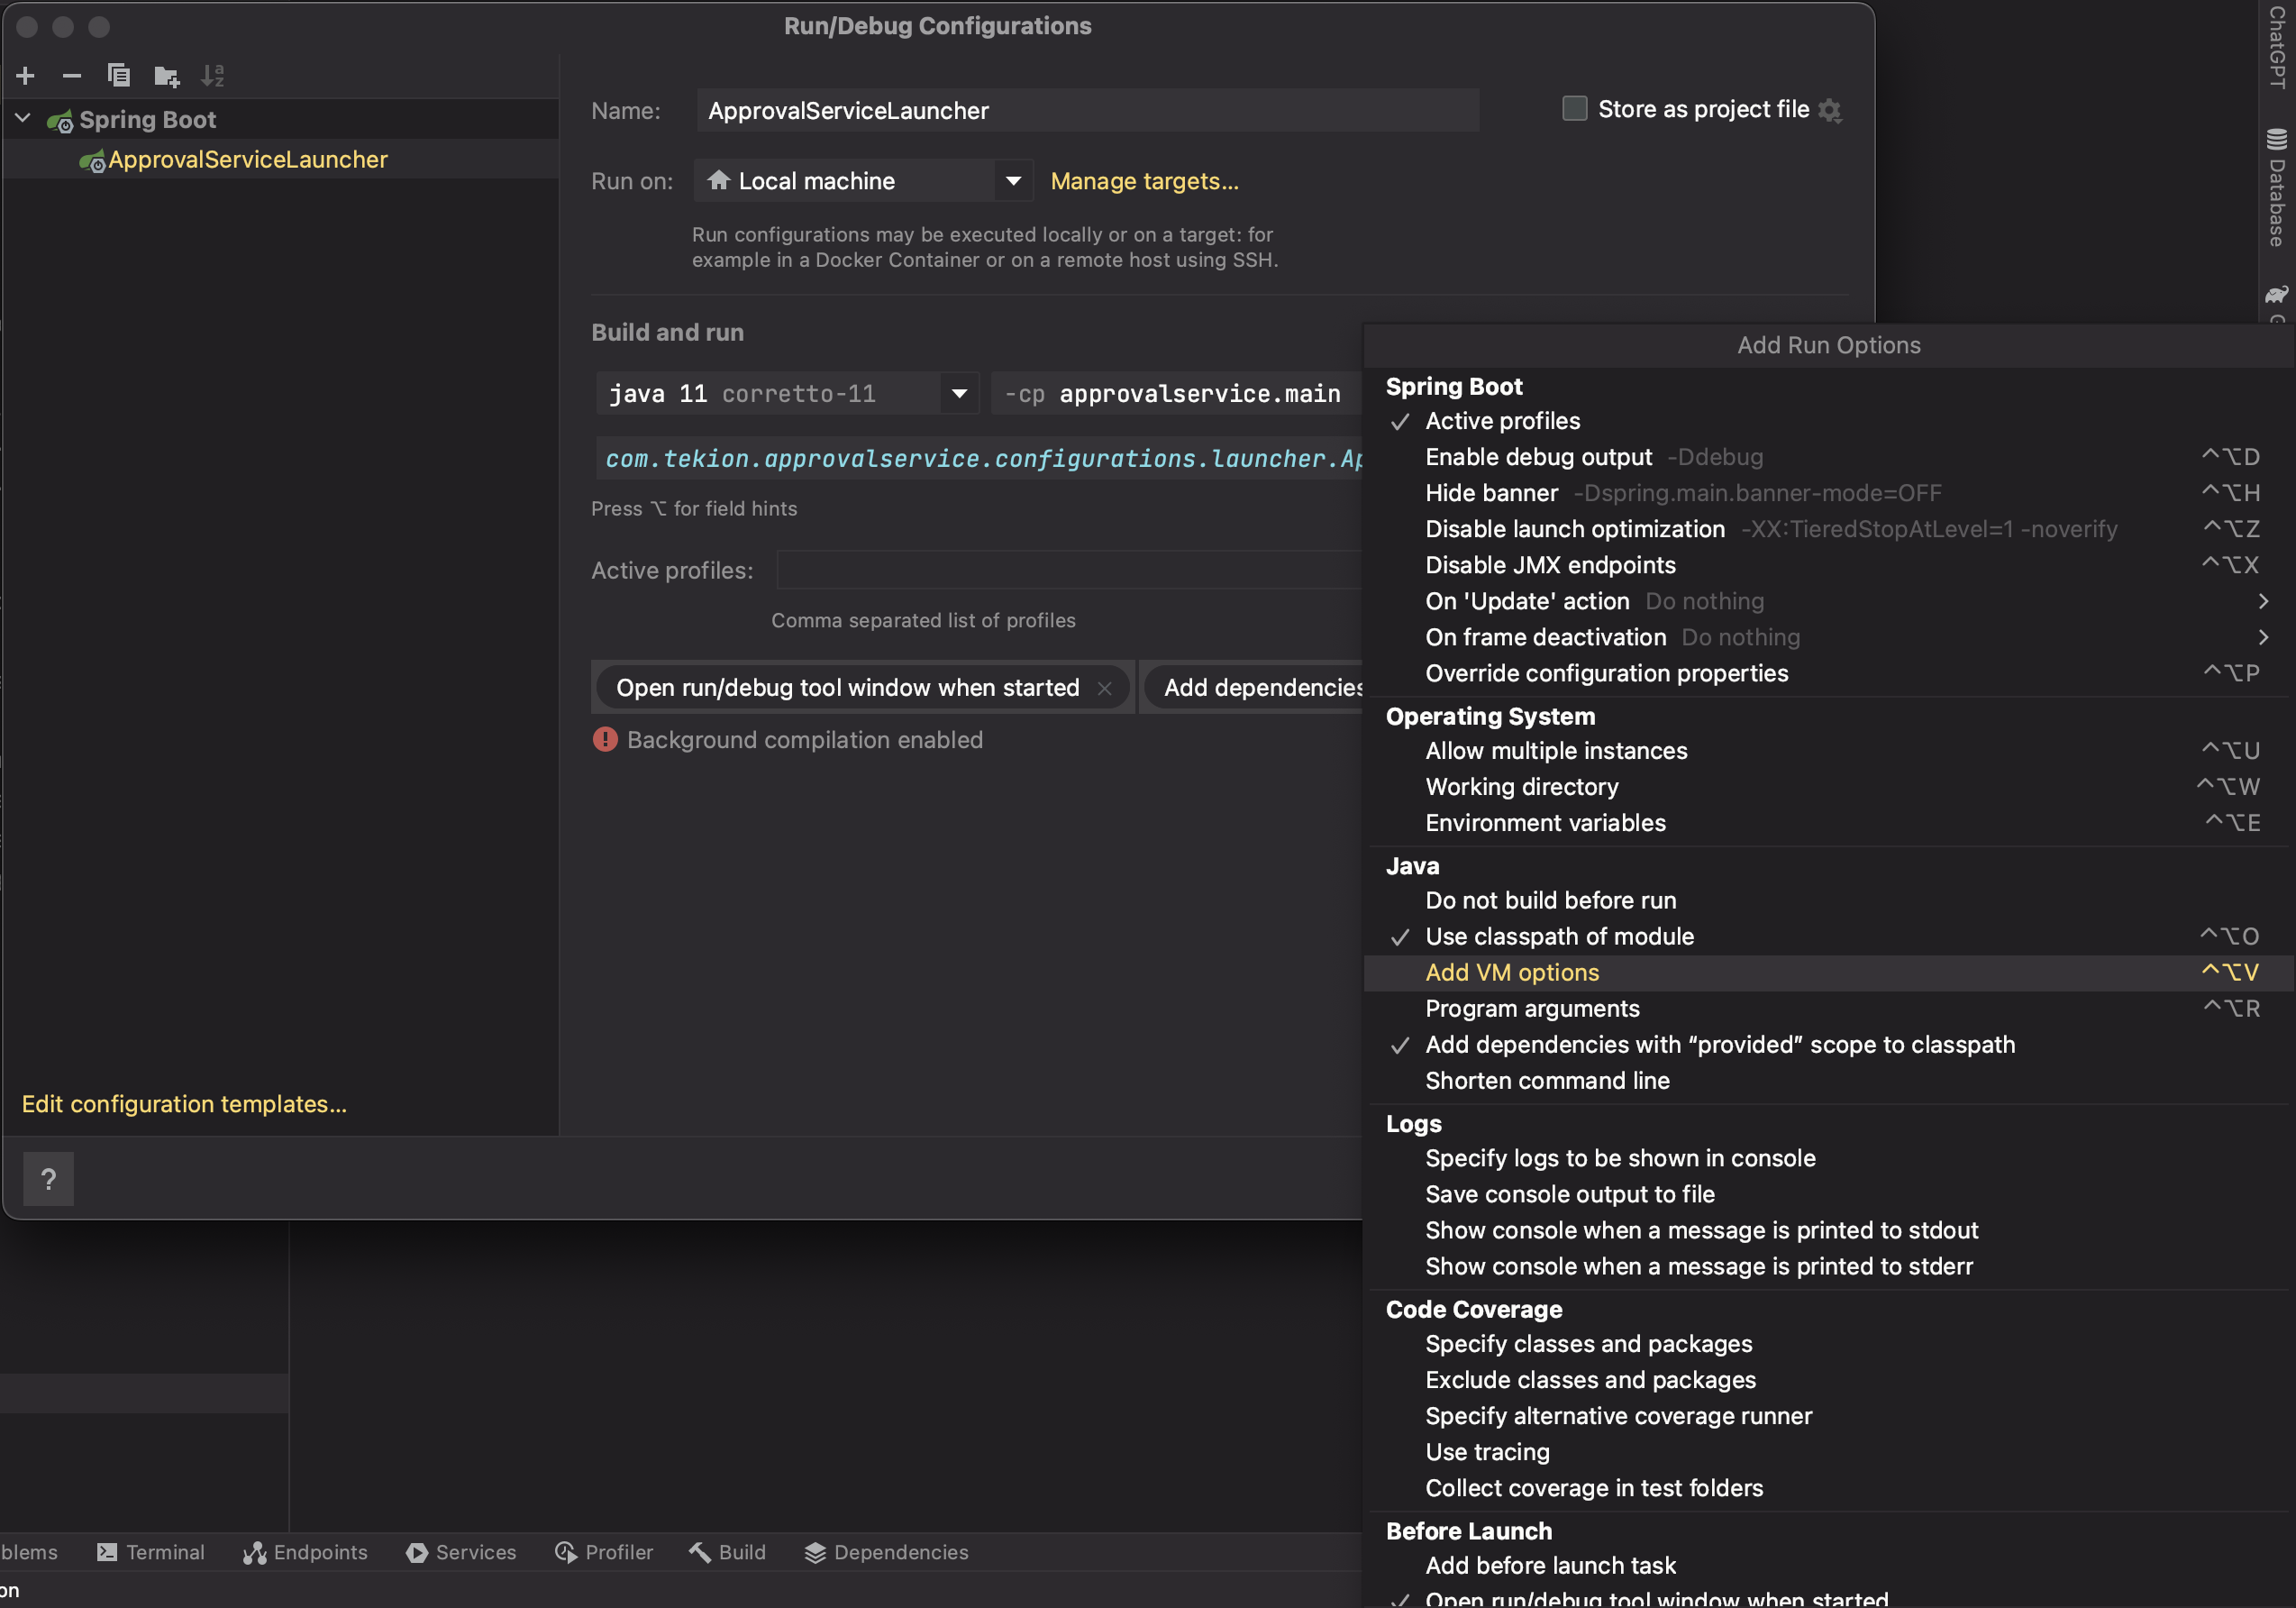 Run/Debug Configurations
Spring Boot
ApprovalServiceLauncher
Edit configuration templates...
?
Name: ApprovalServiceLauncher
Store as project file
Run on: Local machine
Manage targets...
Run configurations may be executed locally or on a target: for
example in a Docker Container or on a remote host using SSH.
Build and run
java 11 corretto-11
-cp approvalservice.main
com.tekion.approvalservice.configurations.launcher.Ap
Press ⌥ for field hints
Active profiles:
Comma separated list of profiles
Open run/debug tool window when started
Add dependencies
Background compilation enabled
Add Run Options
Spring Boot
Active profiles
Enable debug output -Ddebug ^⌥D
Hide banner -Dspring.main.banner-mode=OFF ^⌥H
Disable launch optimization -XX:TieredStopAtLevel=1 -noverify ^⌥Z
Disable JMX endpoints ^⌥X
On 'Update' action Do nothing
On frame deactivation Do nothing
Override configuration properties ^⌥P
Operating System
Allow multiple instances ^⌥U
Working directory ^⌥W
Environment variables ^⌥E
Java
Do not build before run
Use classpath of module ^⌥O
Add VM options ^⌥V
Program arguments ^⌥R
Add dependencies with “provided” scope to classpath
Shorten command line
Logs
Specify logs to be shown in console
Save console output to file
Show console when a message is printed to stdout
Show console when a message is printed to stderr
Code Coverage
Specify classes and packages
Exclude classes and packages
Specify alternative coverage runner
Use tracing
Collect coverage in test folders
Before Launch
Add before launch task
Open run/debug tool window when started
ChatGPT
Database
blems
Terminal
Endpoints
Services
Profiler
Build
Dependencies
on